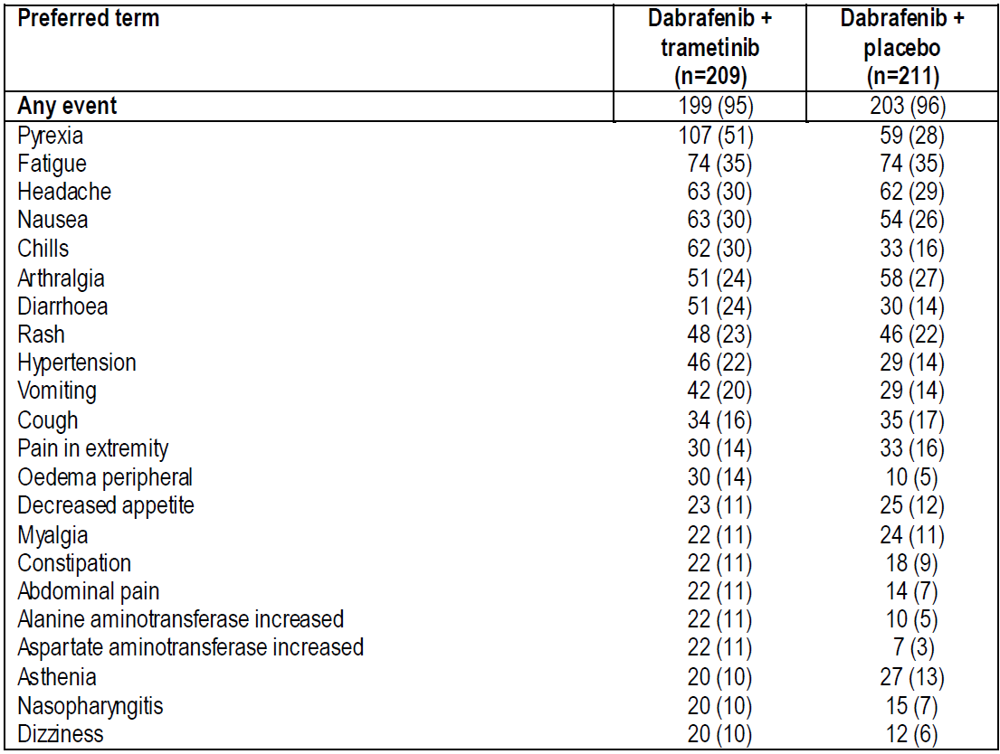 Preferred term Dabrafenib + Dabrafenib +
trametinib placebo
(n=209) (n=211)
Any event 199 (95) 203 (96)
Pyrexia 107 (51) 59 (28)
Fatigue 74 (35) 74 (35)
Headache 63 (30) 62 (29)
Nausea 63 (30) 54 (26)
Chills 62 (30) 33 (16)
Arthralgia 51 (24) 58 (27)
Diarrhoea 51 (24) 30 (14)
Rash 48 (23) 46 (22)
Hypertension 46 (22) 29 (14)
Vomiting 42 (20) 29 (14)
Cough 34 (16) 35 (17)
Pain in extremity 30 (14) 33 (16)
Oedema peripheral 30 (14) 10 (5)
Decreased appetite 23 (11) 25 (12)
Myalgia 22 (11) 24 (11)
Constipation 22 (11) 18 (9)
Abdominal pain 22 (11) 14 (7)
Alanine aminotransferase increased 22 (11) 10 (5)
Aspartate aminotransferase increased 22 (11) 7 (3)
Asthenia 20 (10) 27 (13)
Nasopharyngitis 20 (10) 15 (7)
Dizziness 20 (10) 12 (6)